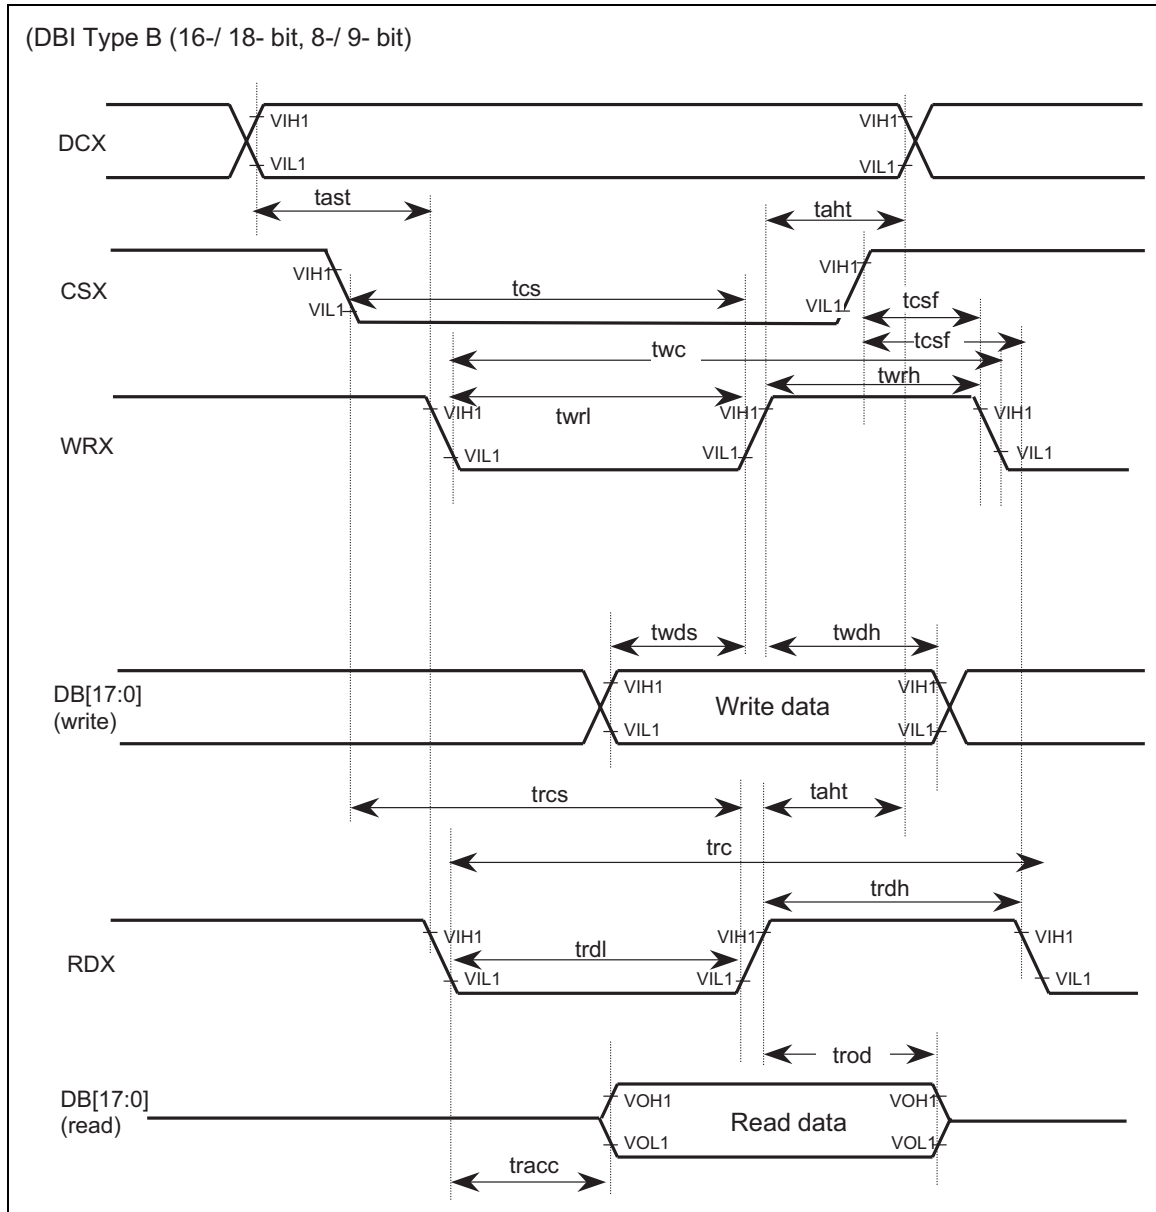 (DBI Type B (16-/ 18- bit, 8-/ 9- bit)
DCX
VIH1
VIH1
VIL1
VIL1
tast
taht
CSX
VIH1
VIH1
VIL1
VIL1
tcs
tcsf
tcsf
twc
twrh
WRX
VIH1
twrl
VIH1
VIH1
VIL1
VIL1
VIL1
twds
twdh
DB[17:0]
(write)
VIH1
Write data
VIH1
VIL1
VIL1
trcs
taht
trc
trdh
RDX
VIH1
trdl
VIH1
VIH1
VIL1
VIL1
VIL1
trod
DB[17:0]
(read)
VOH1
Read data
VOH1
VOL1
VOL1
tracc